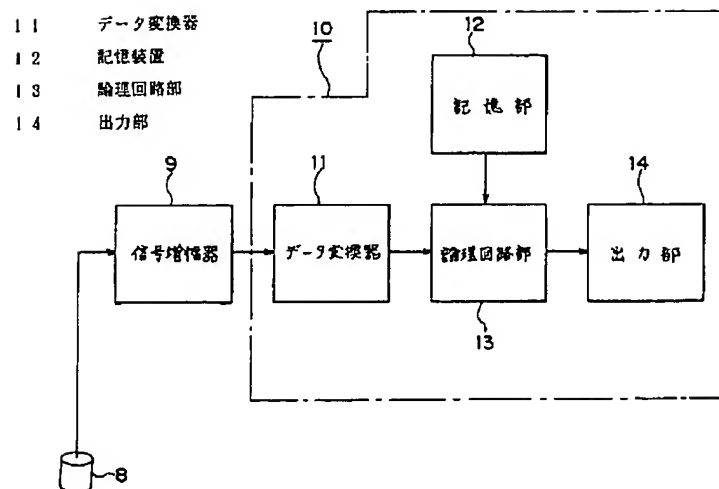 11 データ変換器
12 記憶装置
13 論理回路部
14 出力部
10
12
記憶部
9
11
14
信号増幅器
データ変換器
論理回路部
出力部
13
8